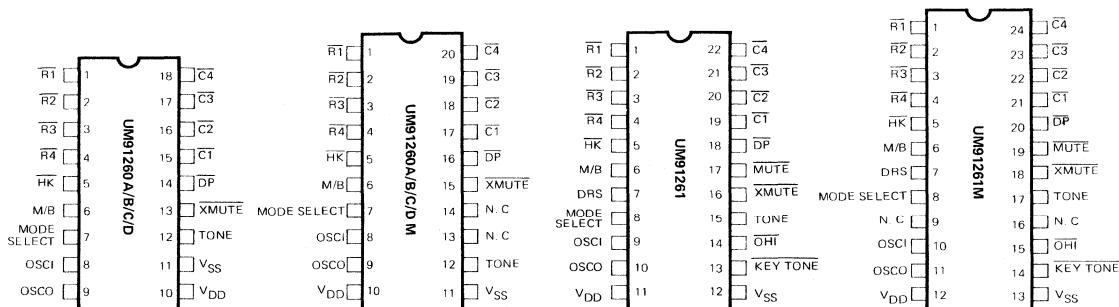 UM91260A/B/C/D
R1 1
R2 2
R3 3
R4 4
HK 5
M/B 6
MODE SELECT 7
OSCI 8
OSCO 9
18 C4
17 C3
16 C2
15 C1
14 DP
13 XMUTE
12 TONE
11 VSS
10 VDD
UM91260A/B/C/D M
R1 1
R2 2
R3 3
R4 4
HK 5
M/B 6
MODE SELECT 7
OSCI 8
OSCO 9
VDD 10
20 C4
19 C3
18 C2
17 C1
16 DP
15 XMUTE
14 N.C
13 N.C
12 TONE
11 VSS
UM91261
R1 1
R2 2
R3 3
R4 4
HK 5
M/B 6
DRS 7
MODE SELECT 8
OSCI 9
OSCO 10
VDD 11
22 C4
21 C3
20 C2
19 C1
18 DP
17 MUTE
16 XMUTE
15 TONE
14 OHI
13 KEY TONE
12 VSS
UM91261M
R1 1
R2 2
R3 3
R4 4
HK 5
M/B 6
DRS 7
MODE SELECT 8
N.C 9
OSCI 10
OSCO 11
VDD 12
24 C4
23 C3
22 C2
21 C1
20 DP
19 MUTE
18 XMUTE
17 TONE
16 N.C
15 OHI
14 KEY TONE
13 VSS